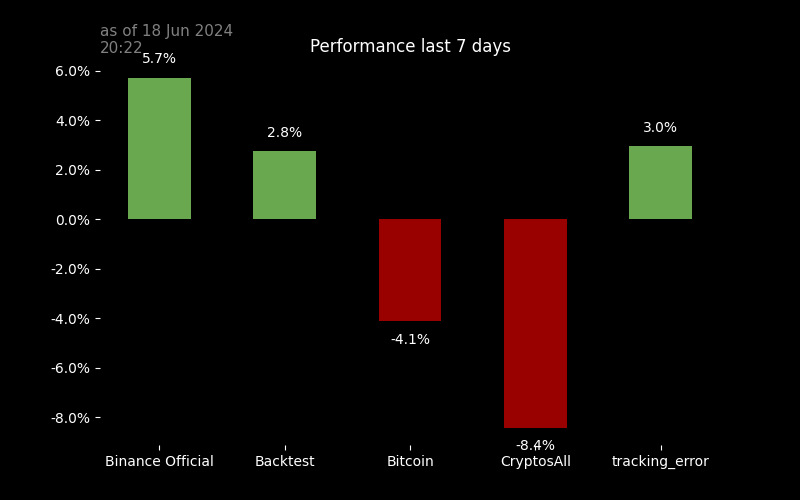 as of 18 Jun 2024
20:22
Performance last 7 days
5.7%
2.8%
3.0%
-4.1%
-8.4%
6.0%
4.0%
2.0%
0.0%
-2.0%
-4.0%
-6.0%
-8.0%
Binance Official
Backtest
Bitcoin
CryptosAll
tracking_error